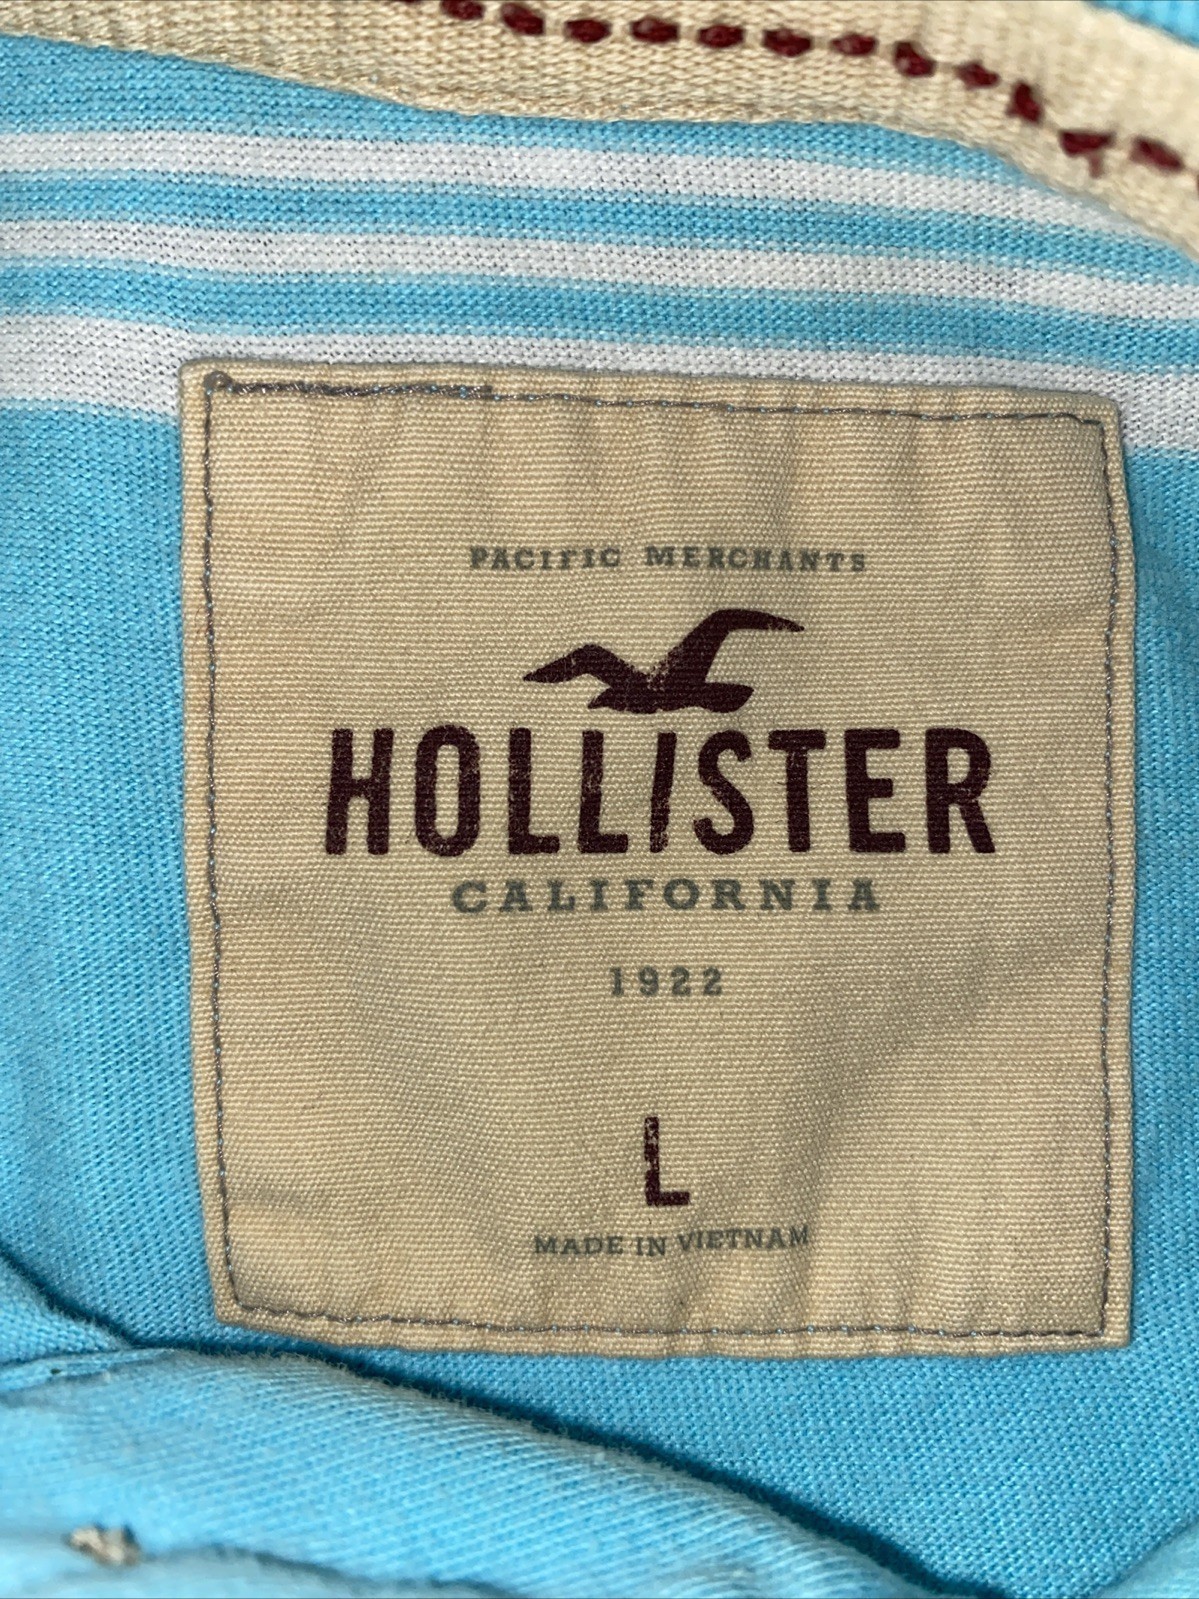 PACIFIC MERCHANTS
HOLLISTER
CALIFORNIA
1922
L
MADE IN VIETNAM